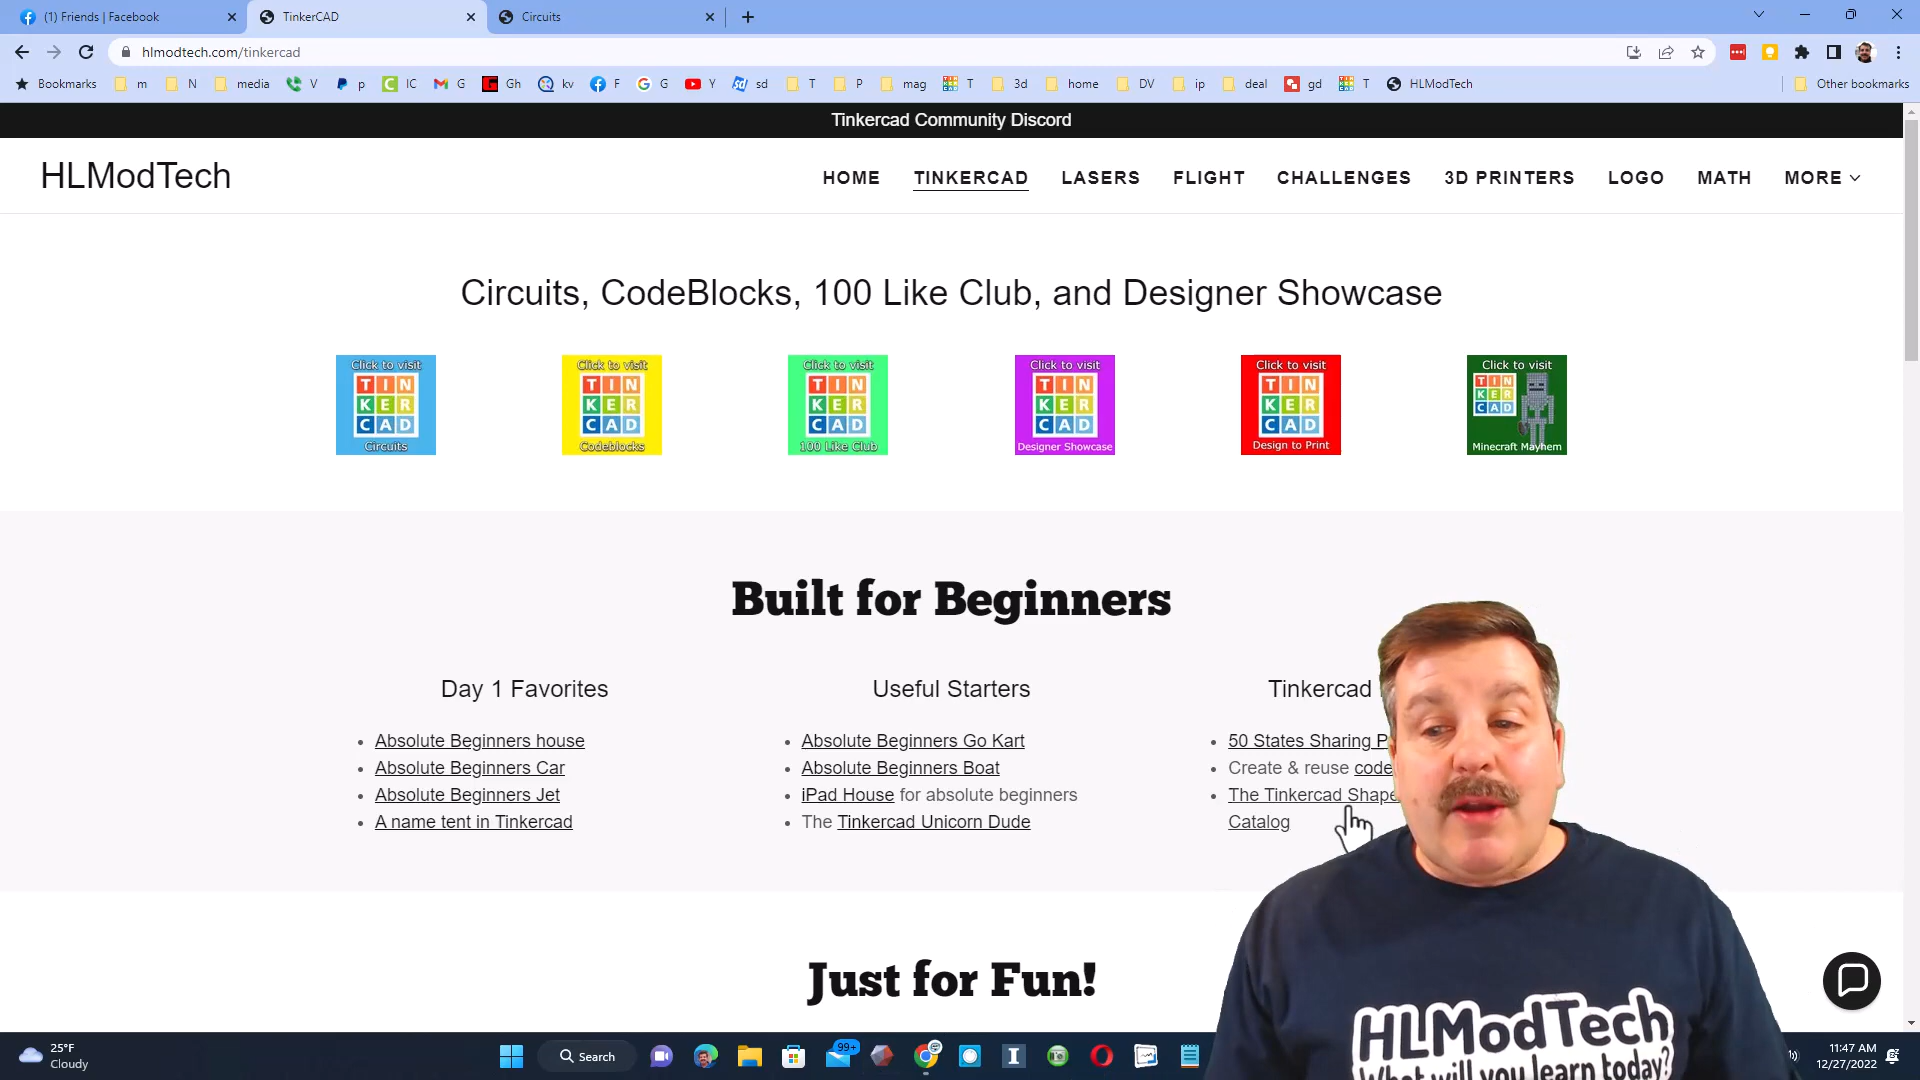 (1) Friends | Facebook
TinkerCAD
Circuits
hlmodtech.com/tinkercad
Bookmarks
m
N
media
V
p
IC
G
Gh
kv
F
G
Y
sd
T
P
mag
T
3d
home
DV
ip
deal
gd
T
HLModTech
Other bookmarks
Tinkercad Community Discord
HLModTech
HOME
TINKERCAD
LASERS
FLIGHT
CHALLENGES
3D PRINTERS
LOGO
MATH
MORE
Circuits, CodeBlocks, 100 Like Club, and Designer Showcase
Click to visit
TIN
KER
CAD
Circuits
Click to visit
TIN
KER
CAD
Codeblocks
Click to visit
TIN
KER
CAD
100 Like Club
Click to visit
TIN
KER
CAD
Designer Showcase
Click to visit
TIN
KER
CAD
Design to Print
Click to visit
TIN
KER
CAD
Minecraft Mayhem
Built for Beginners
Day 1 Favorites
Absolute Beginners house
Absolute Beginners Car
Absolute Beginners Jet
A name tent in Tinkercad
Useful Starters
Absolute Beginners Go Kart
Absolute Beginners Boat
iPad House for absolute beginners
The Tinkercad Unicorn Dude
Tinkercad
50 States Sharing P
Create & reuse code
The Tinkercad Shape
Catalog
Just for Fun!
HLModTech
What will you learn today?
25°F
Cloudy
Search
99+
11:47 AM
12/27/2022